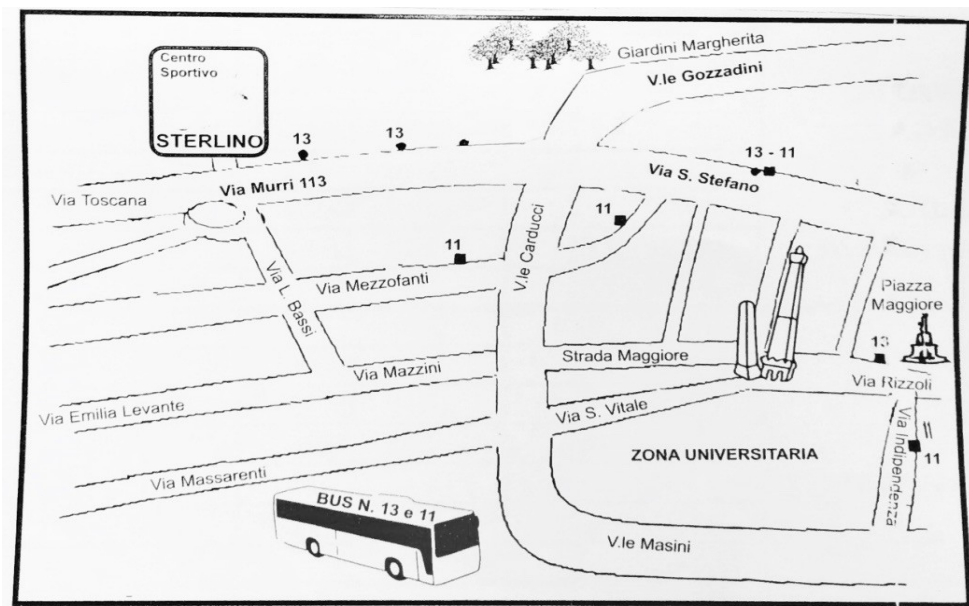 Centro
Sportivo
STERLINO
Giardini Margherita
V.le Gozzadini
13
13
13 - 11
Via Toscana
Via Murri 113
Via S. Stefano
11
11
V.le Carducci
Via L. Bassi
Via Mezzofanti
Piazza
Maggiore
13
Strada Maggiore
Via Mazzini
Via Rizzoli
Via Emilia Levante
Via S. Vitale
Via Indipendenza
11
ZONA UNIVERSITARIA
Via Massarenti
BUS N. 13 e 11
V.le Masini